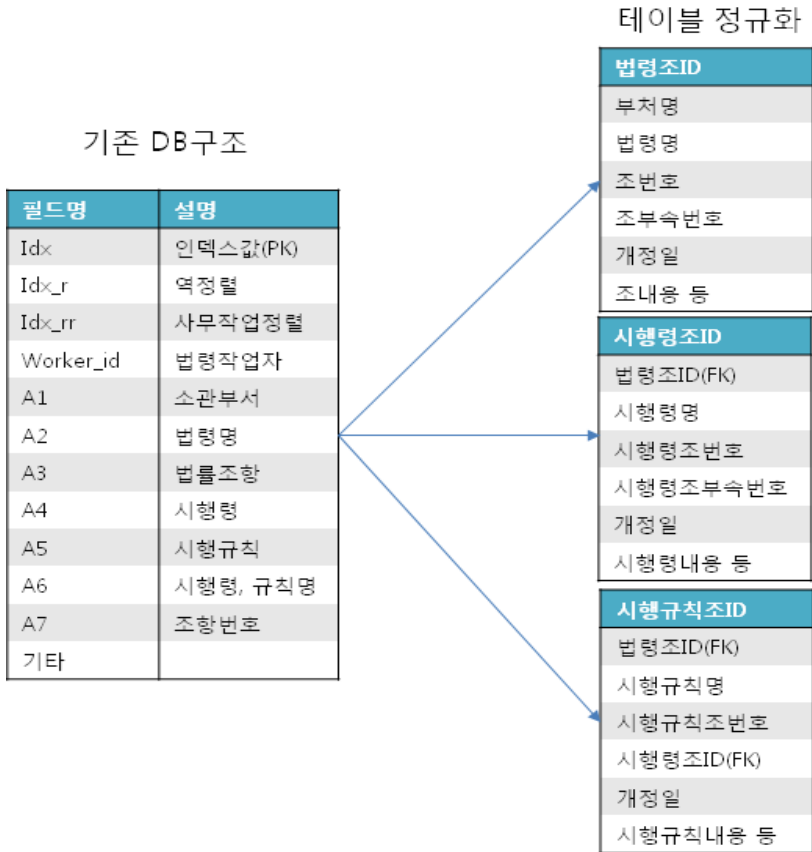 테이블 정규화
기존 DB구조
필드명 설명
Idx 인덱스값(PK)
Idx_r 역정렬
Idx_rr 사무작업정렬
Worker_id 법령작업자
A1 소관부서
A2 법령명
A3 법률조항
A4 시행령
A5 시행규칙
A6 시행령, 규칙명
A7 조항번호
기타
법령조ID
부처명
법령명
조번호
조부속번호
개정일
조내용 등
시행령조ID
법령조ID(FK)
시행령명
시행령조번호
시행령조부속번호
개정일
시행령내용 등
시행규칙조ID
법령조ID(FK)
시행규칙명
시행규칙조번호
시행령조ID(FK)
개정일
시행규칙내용 등